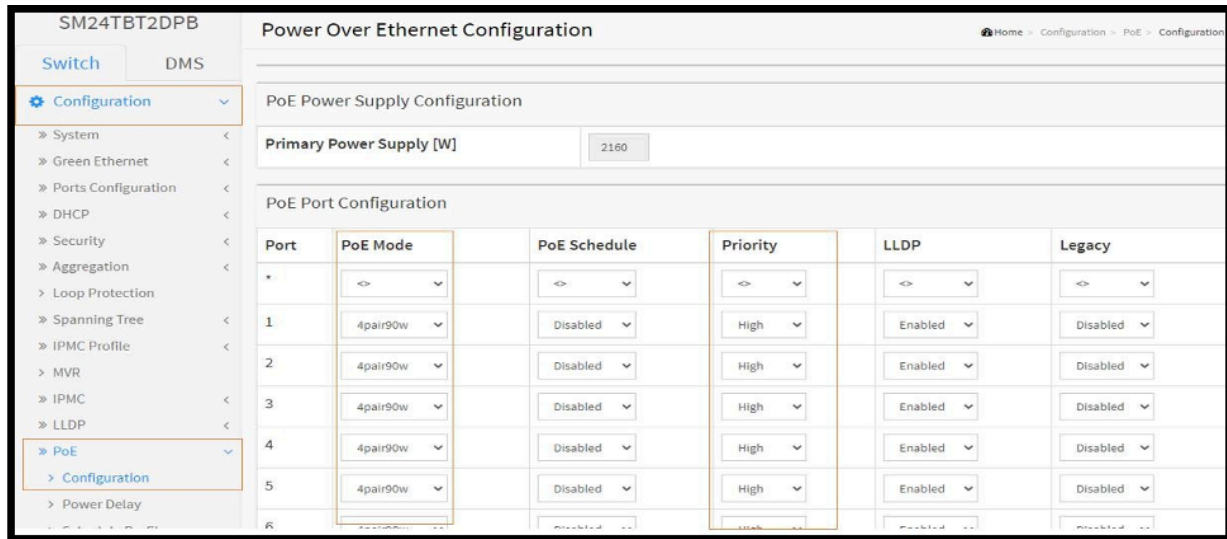 SM24TBT2DPB
Power Over Ethernet Configuration
Home > Configuration > PoE > Configuration
Switch DMS
Configuration
PoE Power Supply Configuration
» System <
Primary Power Supply [W] 2160
» Green Ethernet <
» Ports Configuration <
PoE Port Configuration
» DHCP <
» Security <
Port PoE Mode PoE Schedule Priority LLDP Legacy
» Aggregation <
* <> <> <> <> <>
> Loop Protection
» Spanning Tree <
1 4pair90w Disabled High Enabled Disabled
» IPMC Profile <
2 4pair90w Disabled High Enabled Disabled
> MVR
» IPMC <
3 4pair90w Disabled High Enabled Disabled
» LLDP <
» PoE
4 4pair90w Disabled High Enabled Disabled
> Configuration
5 4pair90w Disabled High Enabled Disabled
> Power Delay
6